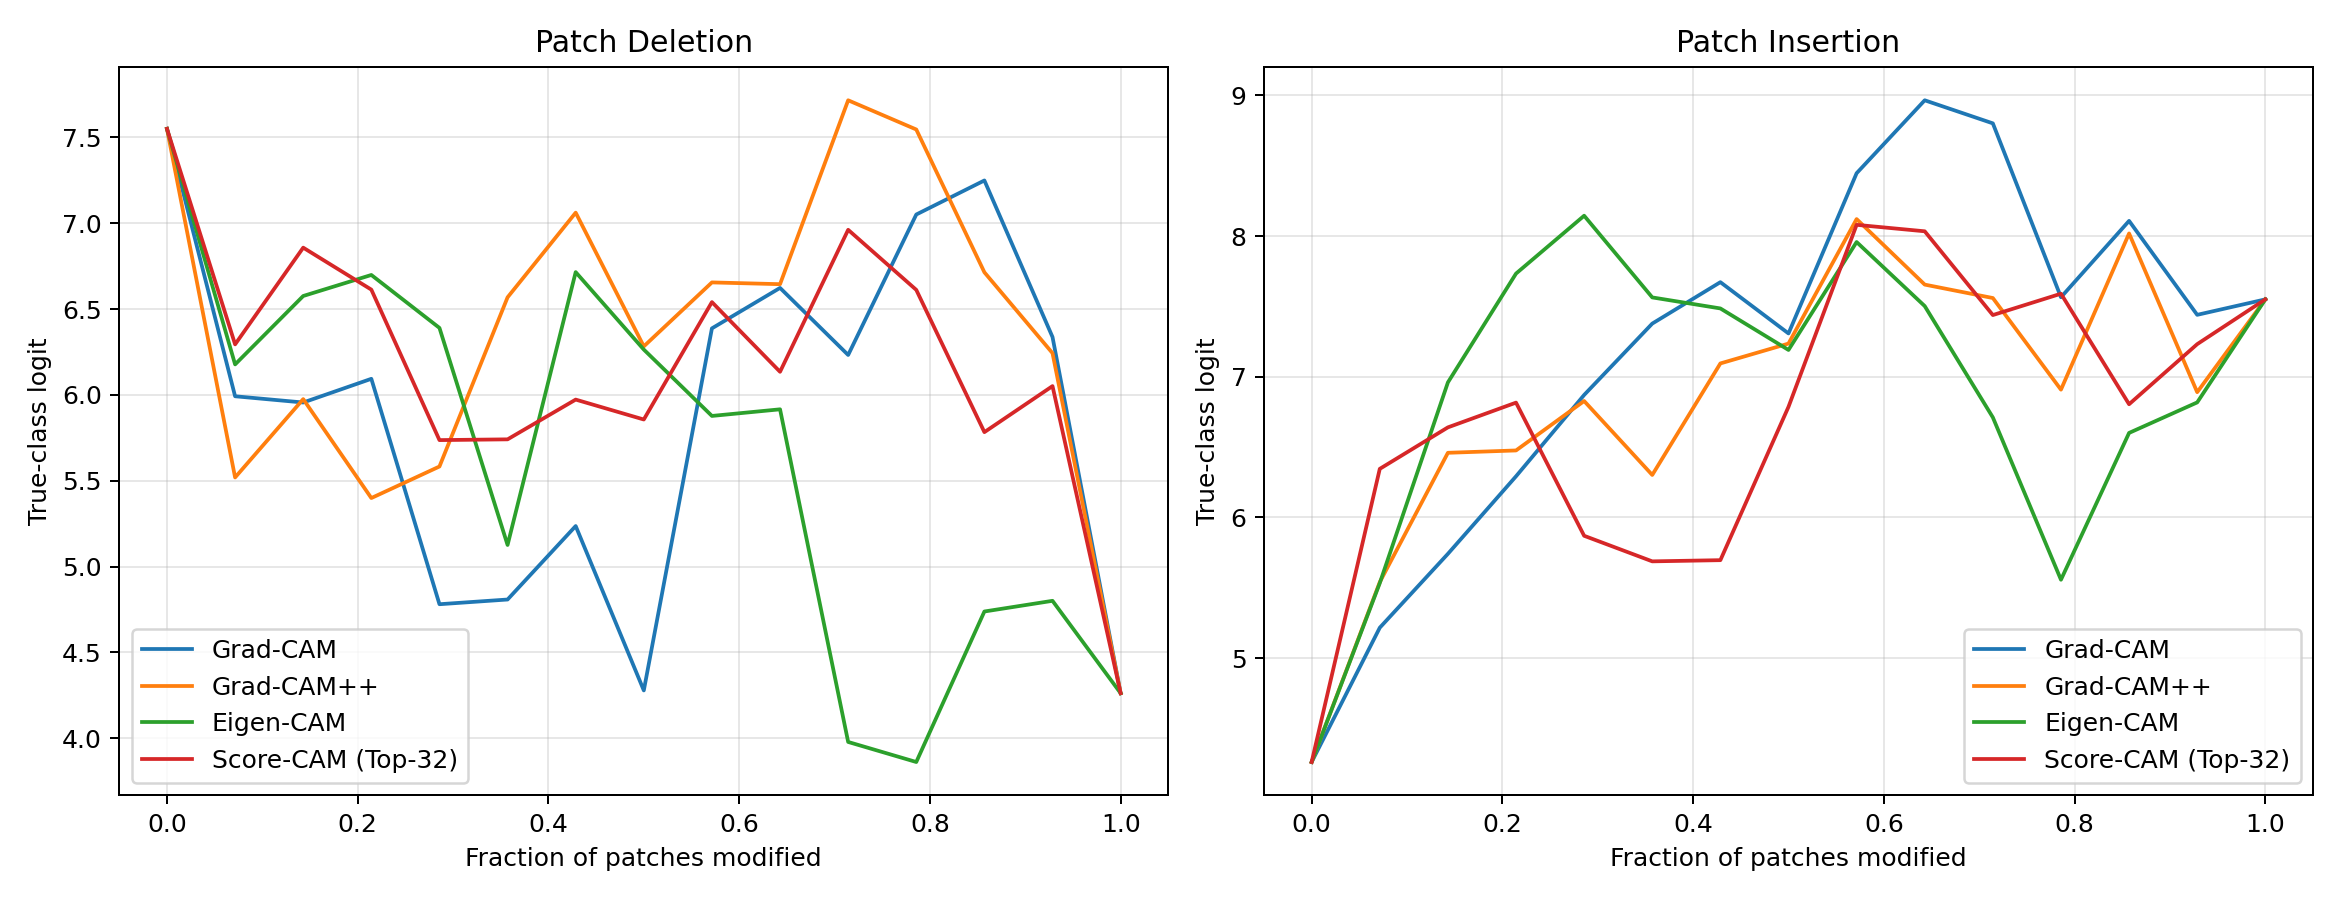 Patch Deletion
True-class logit
7.5
7.0
6.5
6.0
5.5
5.0
4.5
4.0
Grad-CAM
Grad-CAM++
Eigen-CAM
Score-CAM (Top-32)
0.0 0.2 0.4 0.6 0.8 1.0
Fraction of patches modified
Patch Insertion
True-class logit
9
8
7
6
5
Grad-CAM
Grad-CAM++
Eigen-CAM
Score-CAM (Top-32)
0.0 0.2 0.4 0.6 0.8 1.0
Fraction of patches modified